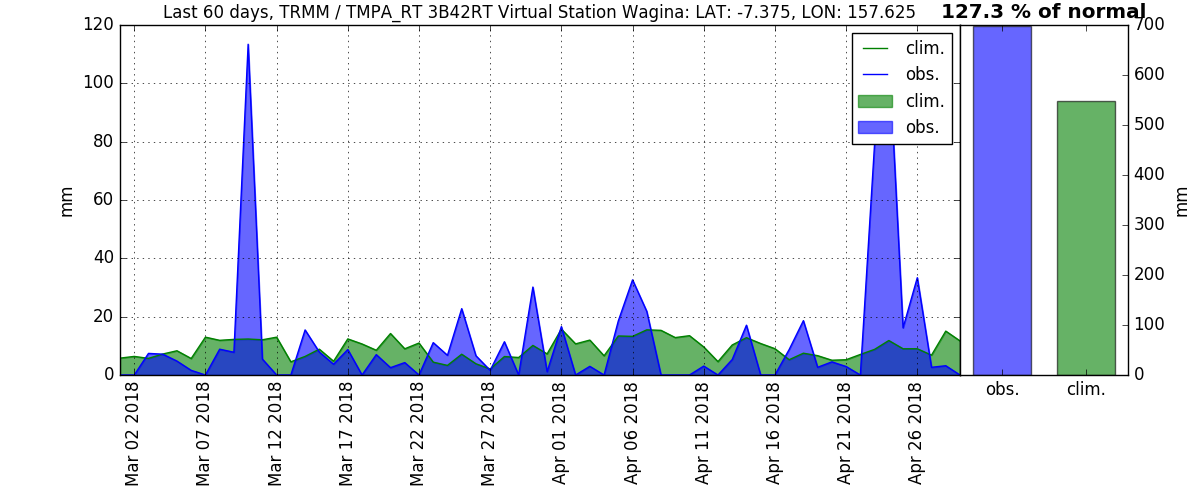 Last 60 days, TRMM / TMPA_RT 3B42RT Virtual Station Wagina: LAT: -7.375, LON: 157.625
127.3 % of normal
120
100
80
60
40
20
0
mm
clim.
obs.
clim.
obs.
700
600
500
400
300
200
100
0
mm
obs.
clim.
Mar 02 2018
Mar 07 2018
Mar 12 2018
Mar 17 2018
Mar 22 2018
Mar 27 2018
Apr 01 2018
Apr 06 2018
Apr 11 2018
Apr 16 2018
Apr 21 2018
Apr 26 2018